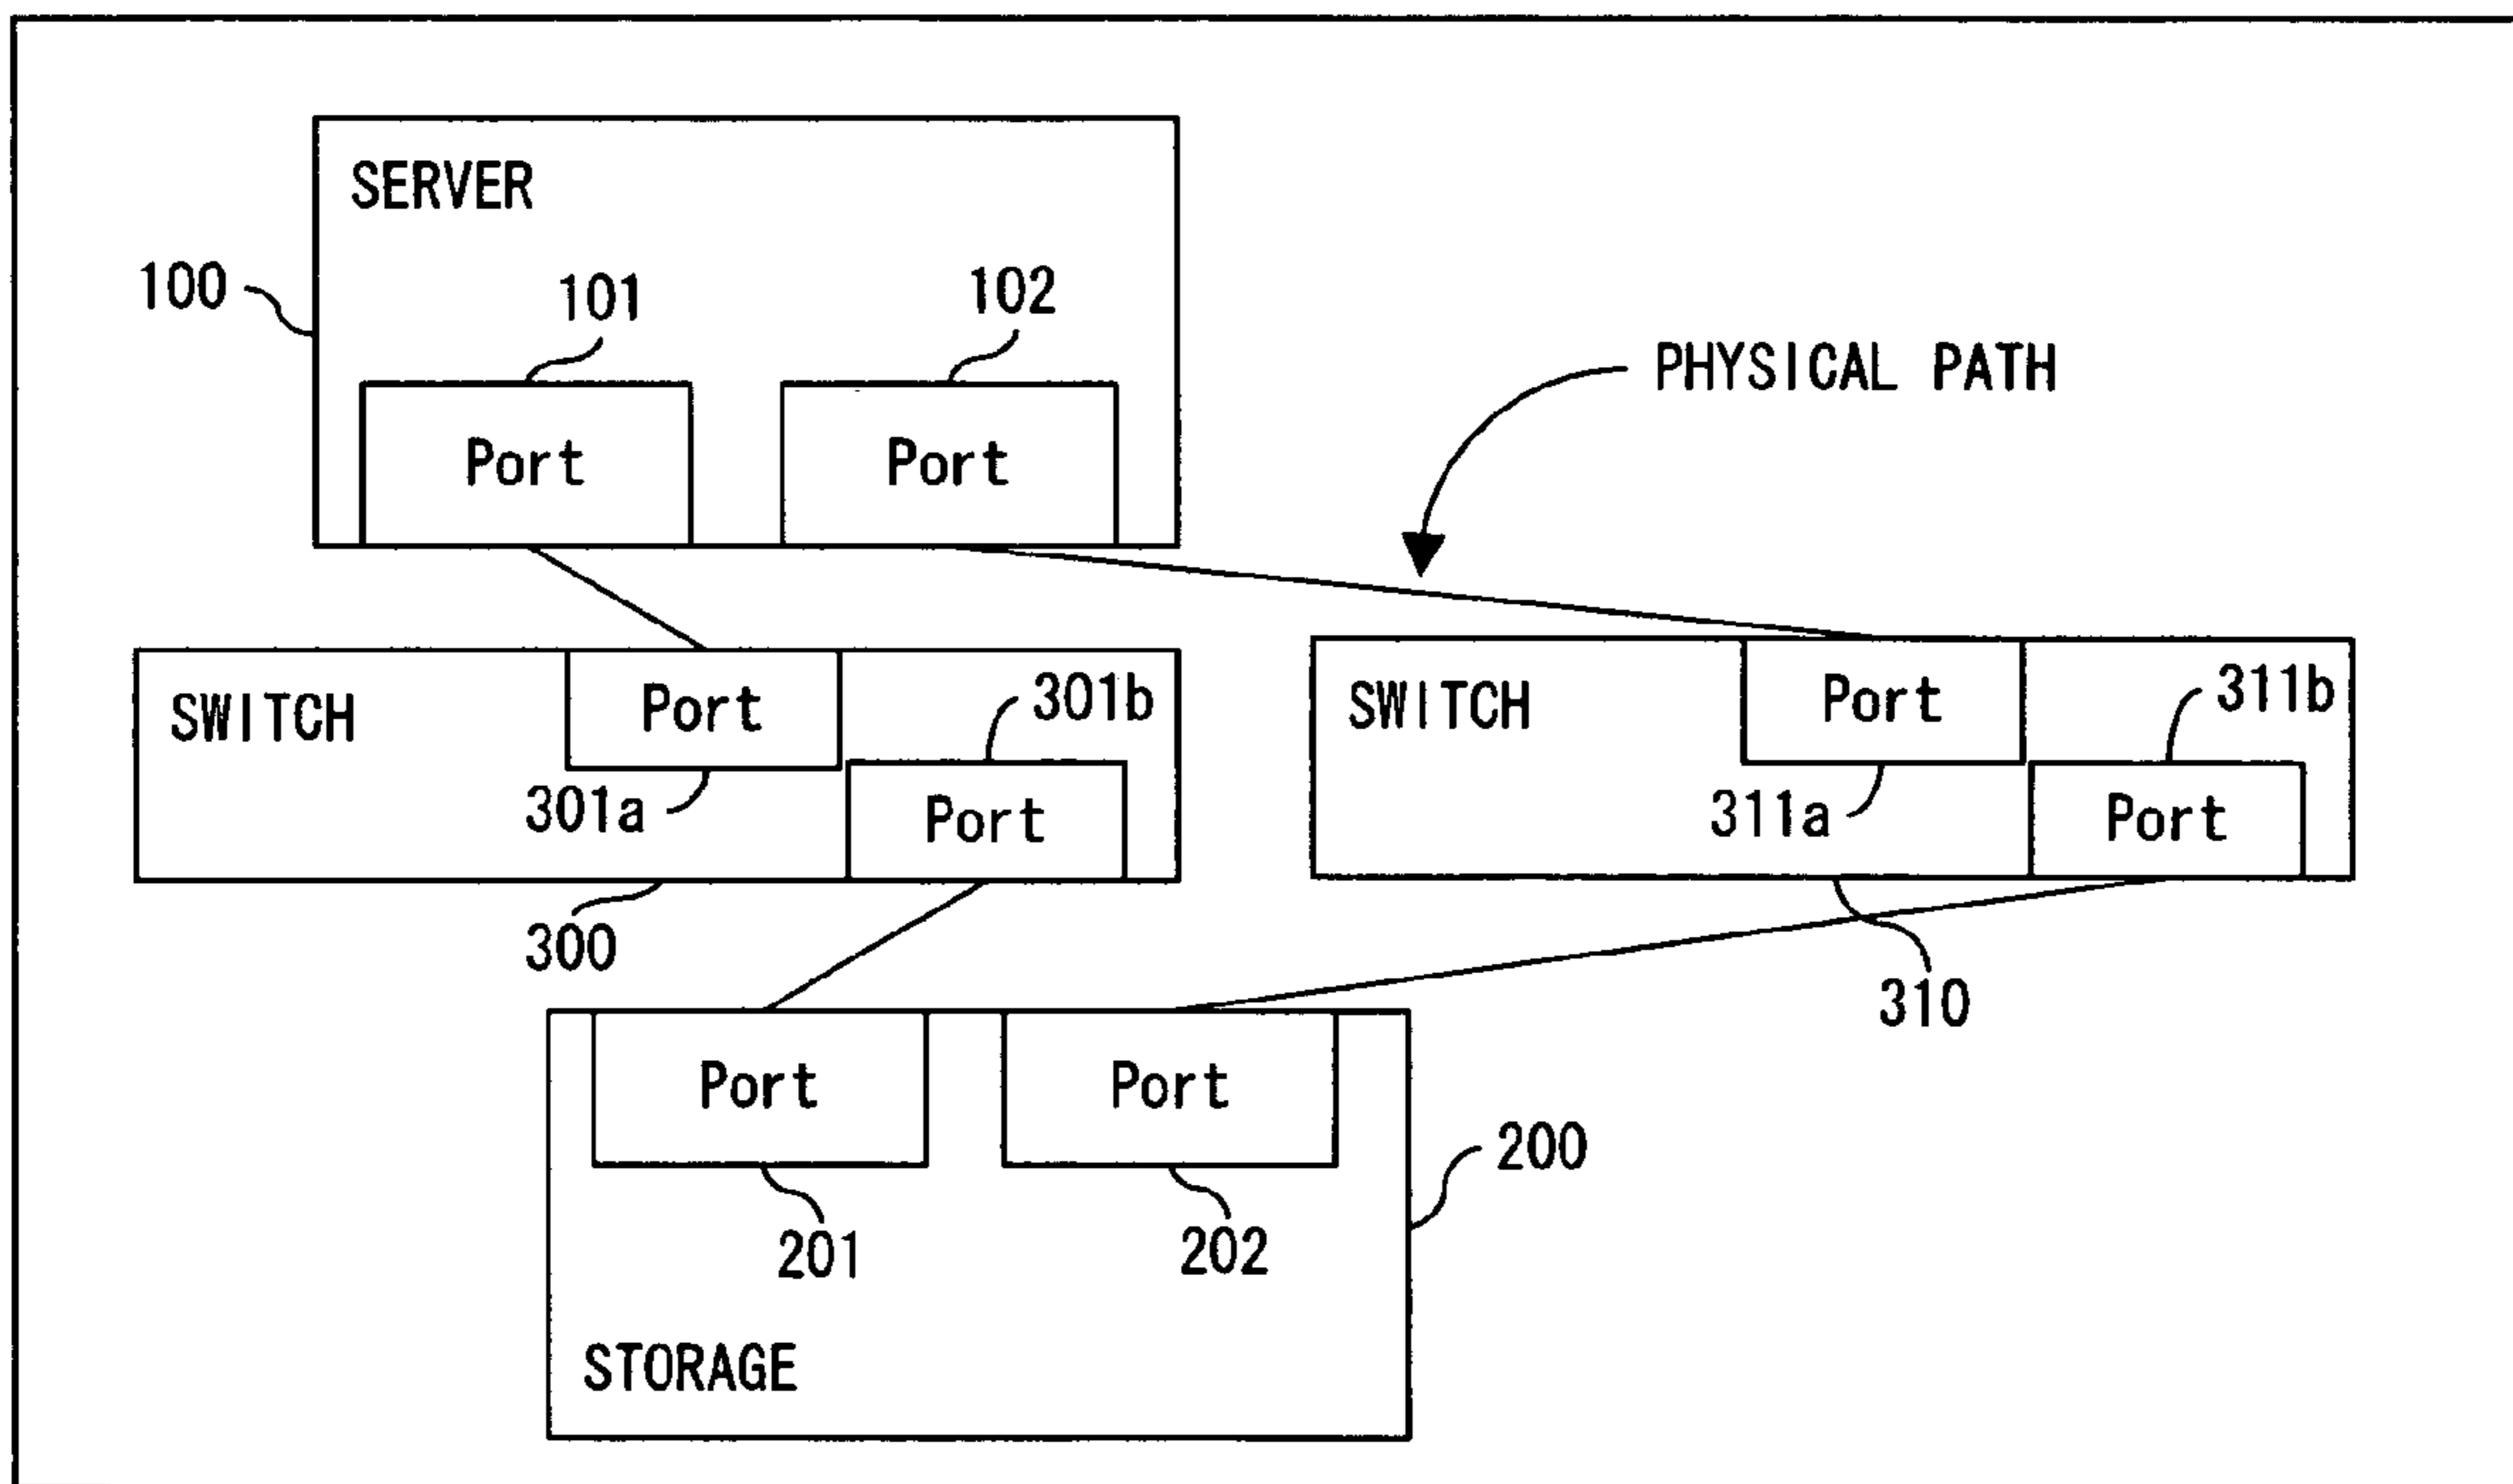 SERVER
100
101
102
Port
Port
PHYSICAL PATH
SWITCH
Port
301b
301a
Port
300
SWITCH
Port
311b
311a
Port
310
Port
Port
201
202
200
STORAGE